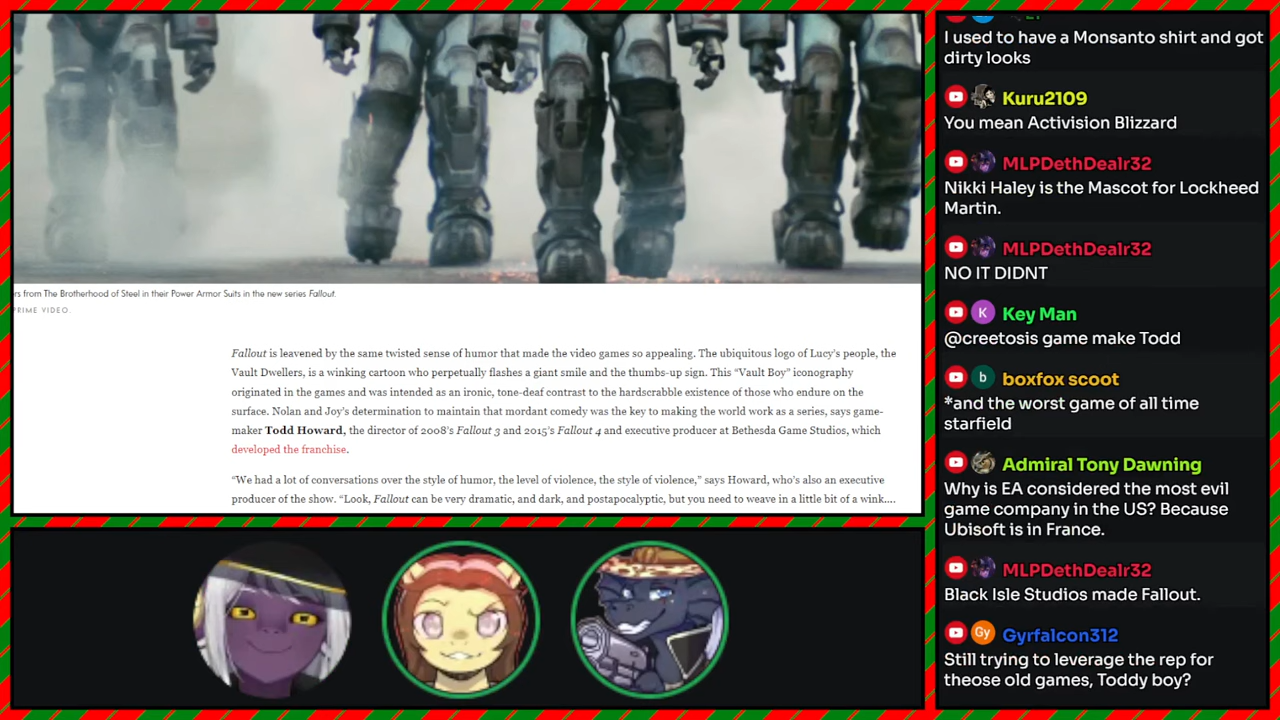 rs from The Brotherhood of Steel in their Power Armor Suits in the new series Fallout.
PRIME VIDEO.
Fallout is leavened by the same twisted sense of humor that made the video games so appealing. The ubiquitous logo of Lucy's people, the
Vault Dwellers, is a winking cartoon who perpetually flashes a giant smile and the thumbs-up sign. This “Vault Boy” iconography
originated in the games and was intended as an ironic, tone-deaf contrast to the hardscrabble existence of those who endure on the
surface. Nolan and Joy's determination to maintain that mordant comedy was the key to making the world work as a series, says game-
maker Todd Howard, the director of 2008's Fallout 3 and 2015's Fallout 4 and executive producer at Bethesda Game Studios, which
developed the franchise.
“We had a lot of conversations over the style of humor, the level of violence, the style of violence,” says Howard, who's also an executive
producer of the show. “Look, Fallout can be very dramatic, and dark, and postapocalyptic, but you need to weave in a little bit of a wink....
I used to have a Monsanto shirt and got
dirty looks
Kuru2109
You mean Activision Blizzard
MLPDethDealr32
Nikki Haley is the Mascot for Lockheed
Martin.
MLPDethDealr32
NO IT DIDNT
K Key Man
@creetosis game make Todd
b boxfox scoot
*and the worst game of all time
starfield
Admiral Tony Dawning
Why is EA considered the most evil
game company in the US? Because
Ubisoft is in France.
MLPDethDealr32
Black Isle Studios made Fallout.
Gy Gyrfalcon312
Still trying to leverage the rep for
theose old games, Toddy boy?